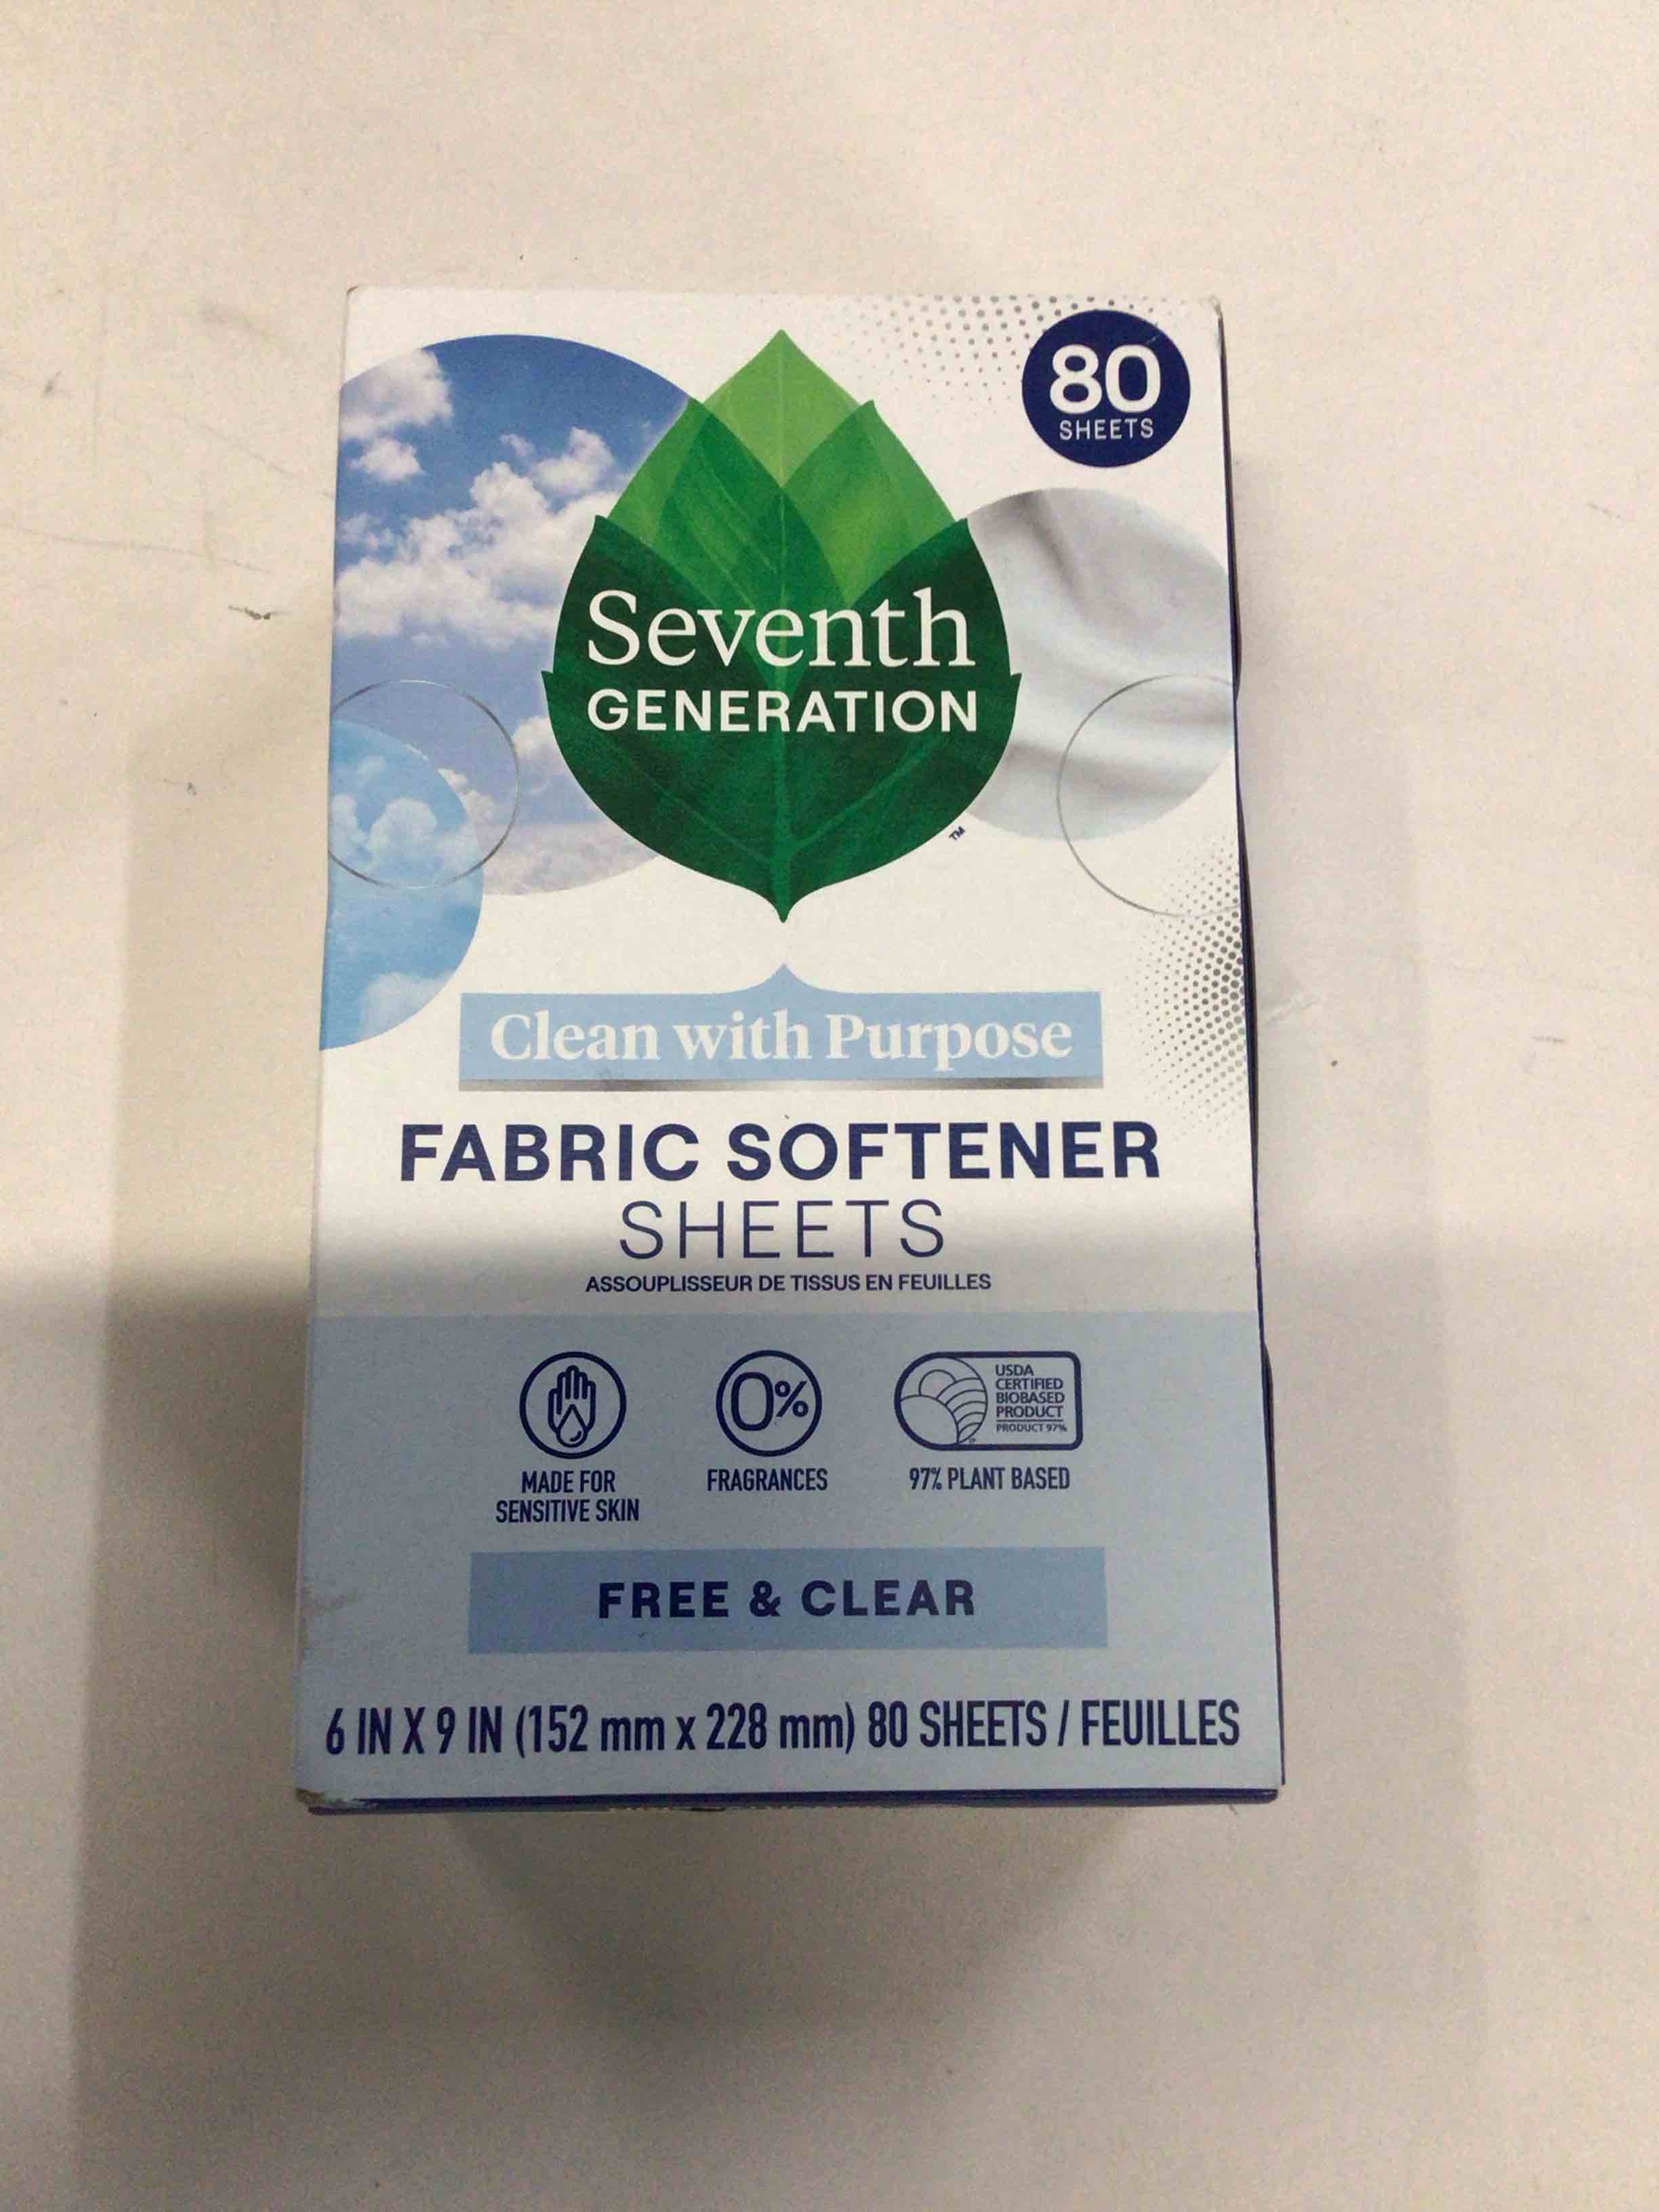 80
SHEETS
Seventh
GENERATION
TM
Clean with Purpose
FABRIC SOFTENER
SHEETS
ASSOUPLISSEUR DE TISSUS EN FEUILLES
0%
USDA
CERTIFIED
BIOBASED
PRODUCT
PRODUCT 97%
MADE FOR
SENSITIVE SKIN
FRAGRANCES
97% PLANT BASED
FREE & CLEAR
6 IN X 9 IN (152 mm x 228 mm) 80 SHEETS / FEUILLES